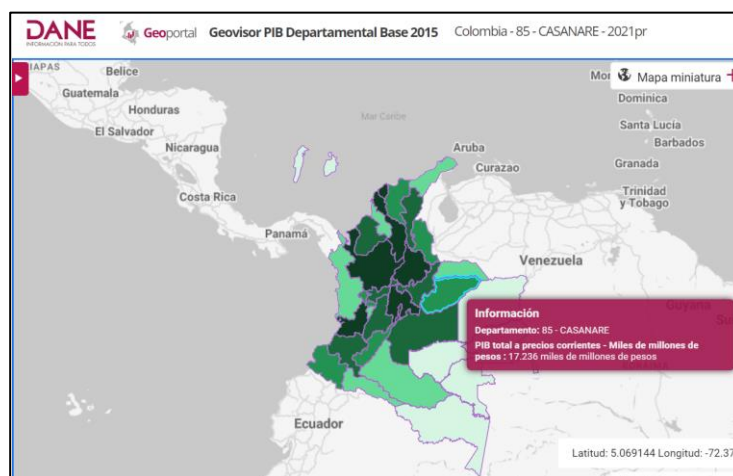 DANE
INFORMACIÓN PARA TODOS
Geoportal
Geovisor PIB Departamental Base 2015
Colombia - 85 - CASANARE - 2021pr
IAPAS
Belice
Guatemala
Honduras
El Salvador
Nicaragua
Costa Rica
Panamá
Mar Caribe
Mapa miniatura +
Dominica
Santa Lucía
Barbados
Aruba
Curazao
Granada
Trinidad
y Tobago
Venezuela
Guyana
Información
Departamento: 85 - CASANARE
PIB total a precios corrientes - Miles de millones de
pesos : 17.236 miles de millones de pesos
Ecuador
Latitud: 5.069144 Longitud: -72.37